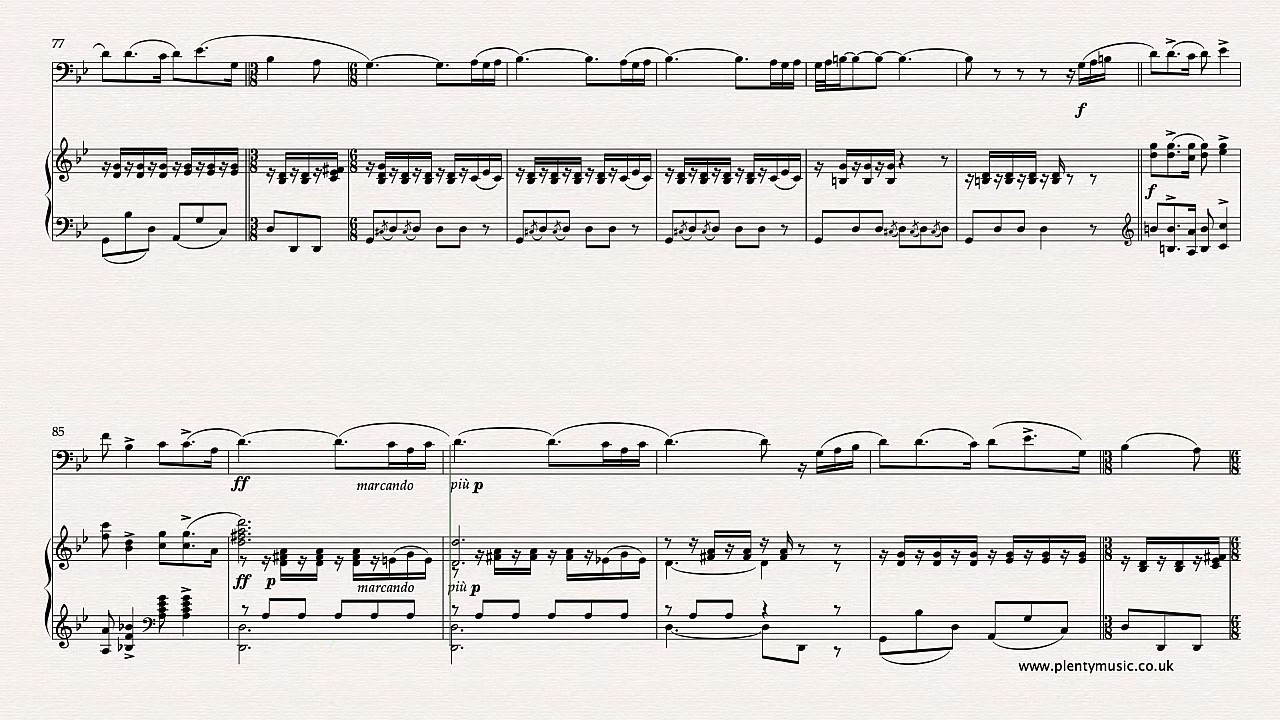 77
f
f
85
ff marcando più p
ff p marcando più p
www.plentymusic.co.uk